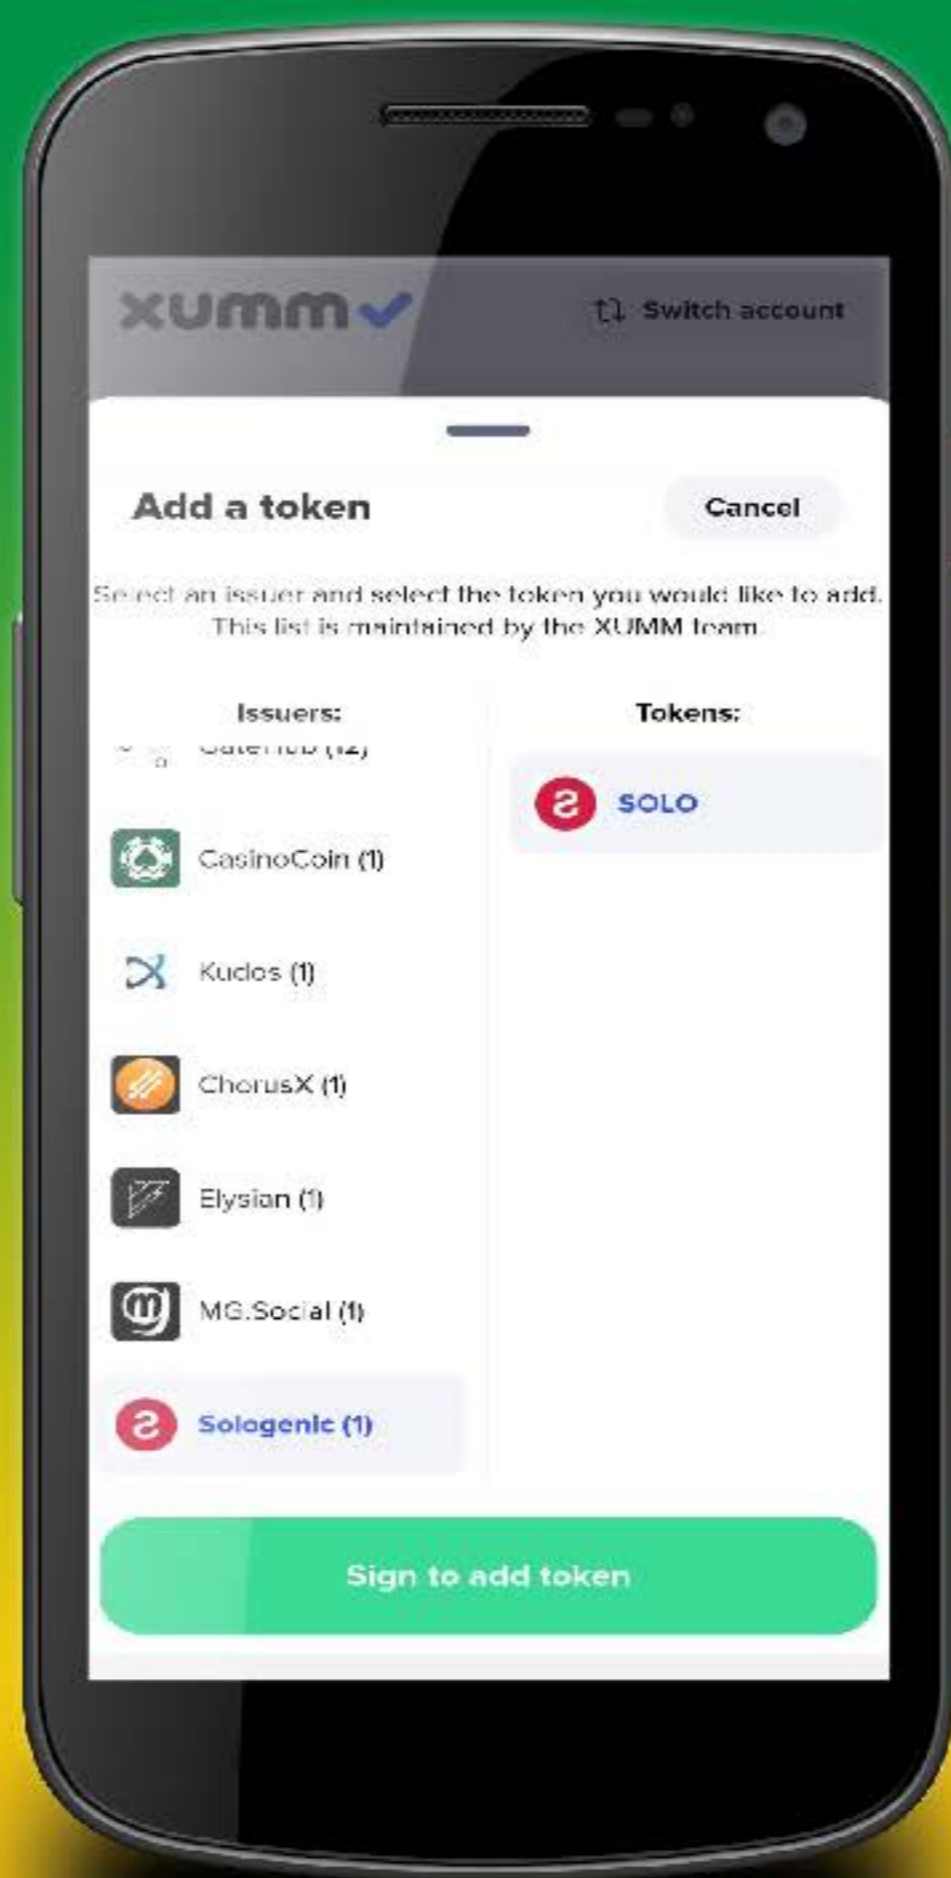 xumm
Switch account
Add a token
Cancel
Select an issuer and select the token you would like to add.
This list is maintained by the XUMM team.
Issuers:
Tokens:
GateHub (12)
SOLO
CasinoCoin (1)
Kudos (1)
ChorusX (1)
Elysian (1)
MG.Social (1)
Sologenic (1)
Sign to add token